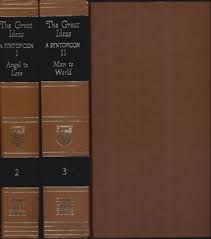 The Great
Ideas
A SYNTOPICON
I
Angel to
Love
2
The Great
Ideas
A SYNTOPICON
II
Man to
World
3